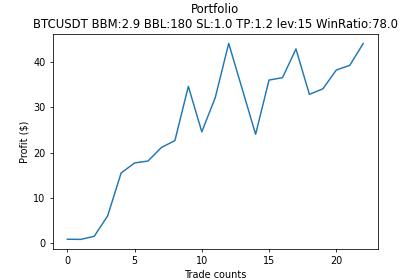 Portfolio
BTCUSDT BBM:2.9 BBL:180 SL:1.0 TP:1.2 lev:15 WinRatio:78.0
40
30
20
10
0
Profit ($)
0 5 10 15 20
Trade counts